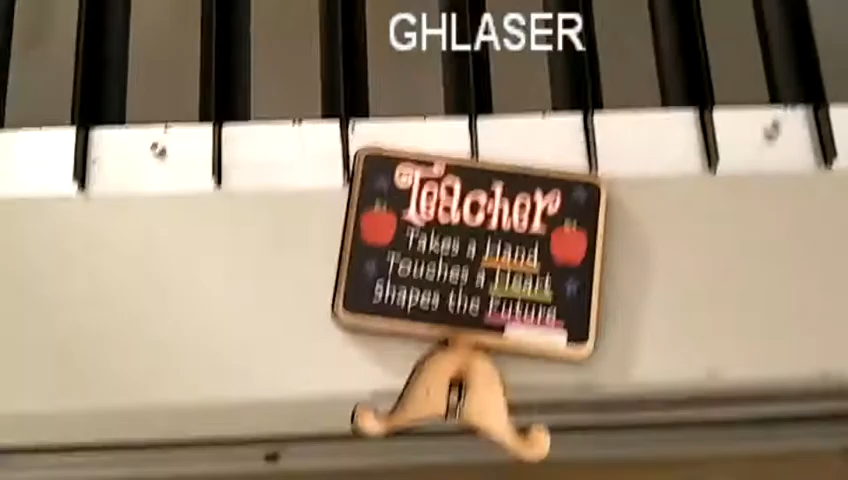 GHLASER
Teacher
Takes a Hand
Touches a Heart
Shapes the Future